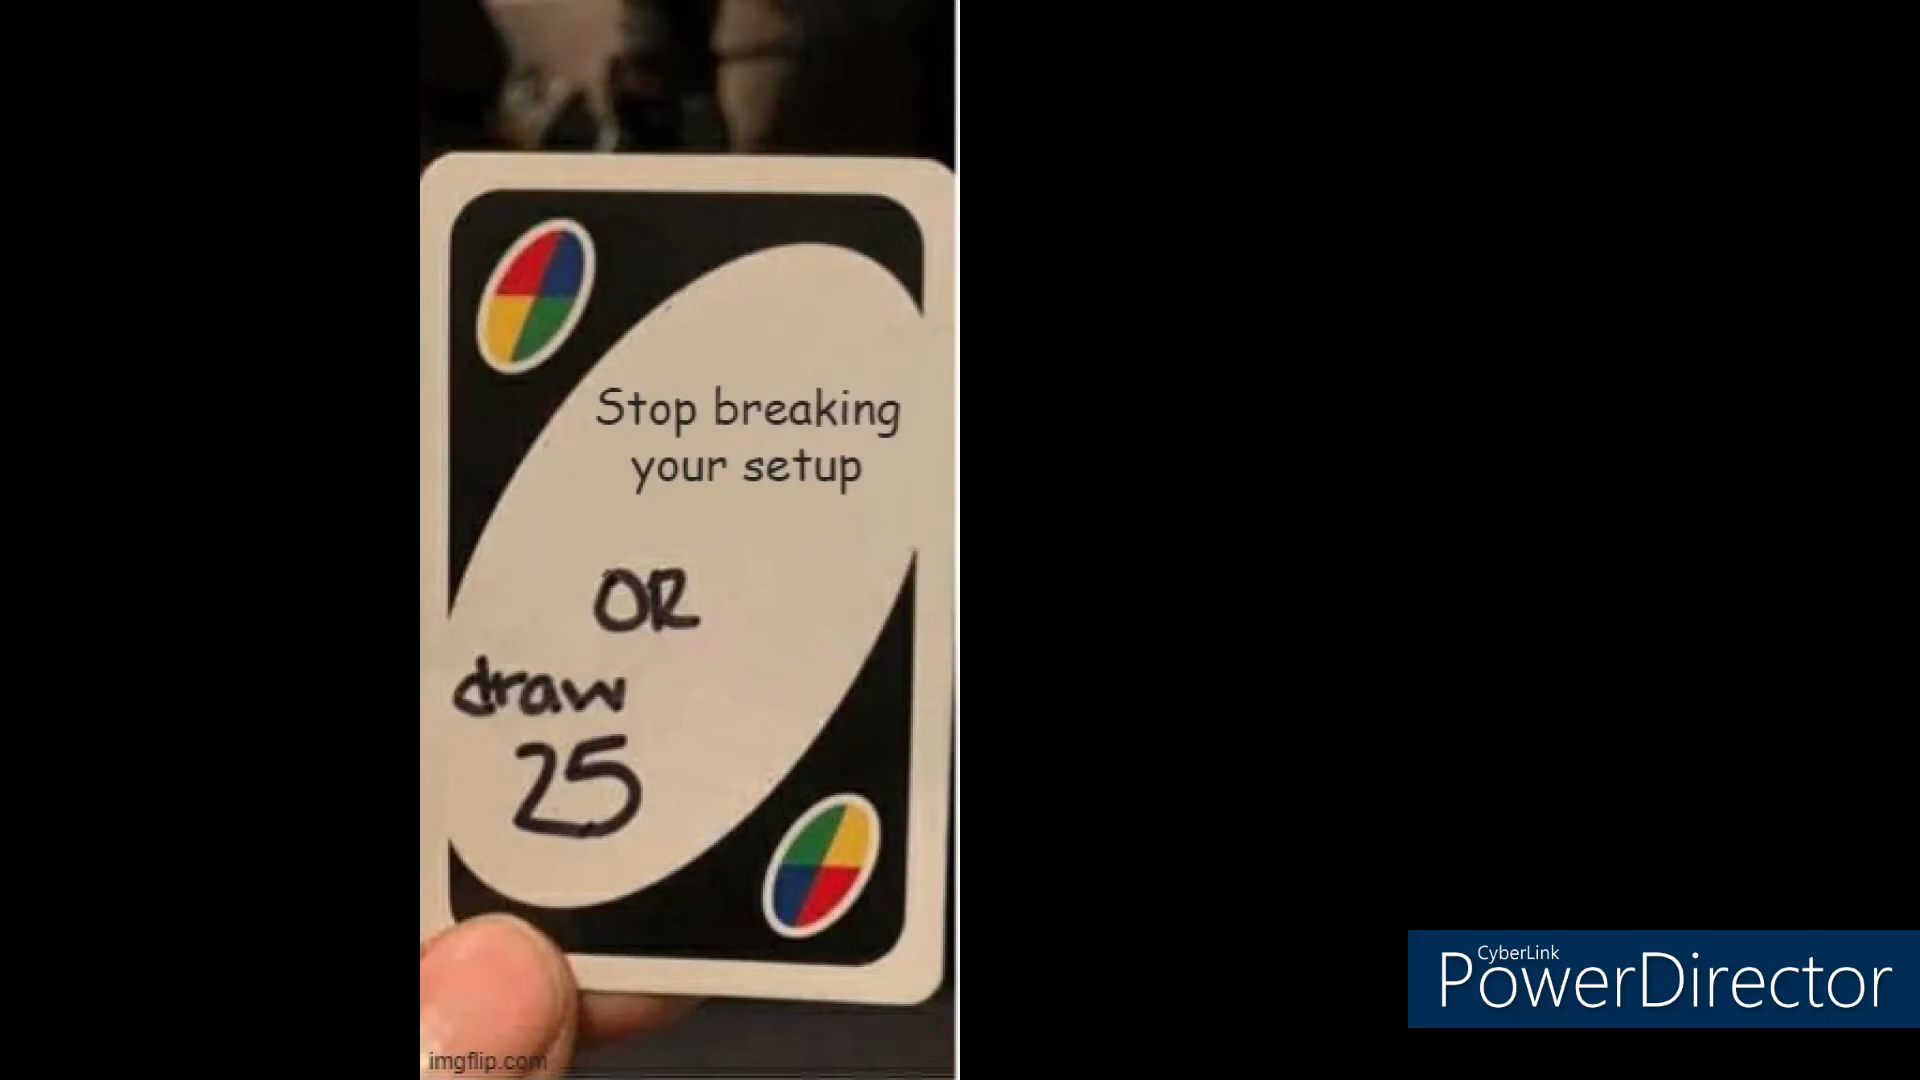 Stop breaking
your setup
OR
draw
25
imgflip.com
CyberLink
PowerDirector